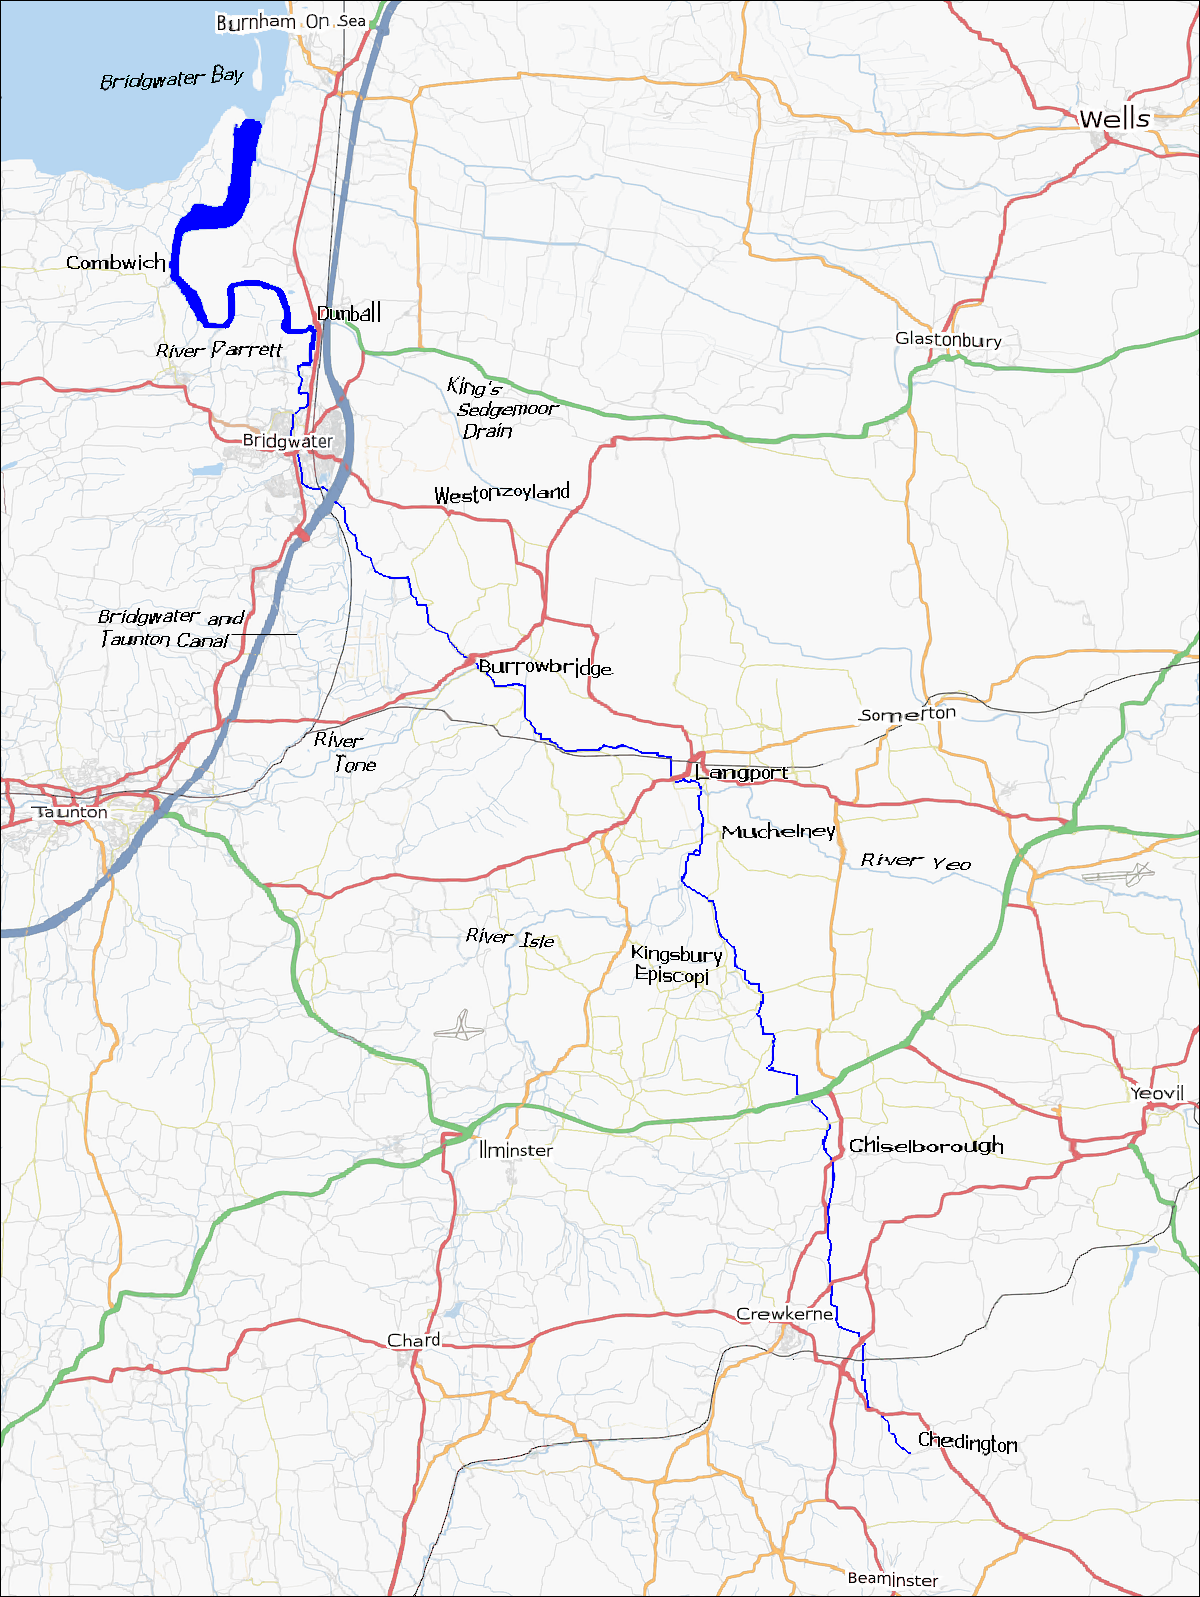 Burnham On Sea
Bridgwater Bay
Wells
Combwich
Dunball
River Parrett
Glastonbury
King's
Sedgemoor
Drain
Bridgwater
Westonzoyland
Bridgwater and
Taunton Canal
Burrowbridge
Somerton
River
Tone
Langport
Taunton
Muchelney
River Yeo
River Isle
Kingsbury
Episcopi
Yeovil
Chiselborough
Ilminster
Crewkerne
Chard
Chedington
Beaminster